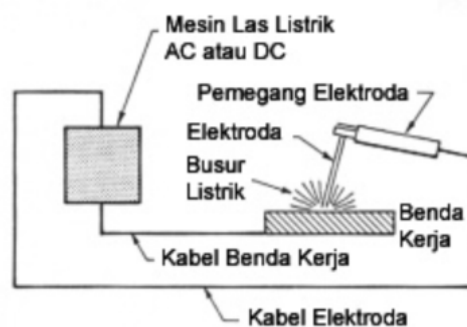 Mesin Las Listrik
AC atau DC
Pemegang Elektroda
Elektroda
Busur
Listrik
Benda
Kerja
Kabel Benda Kerja
Kabel Elektroda